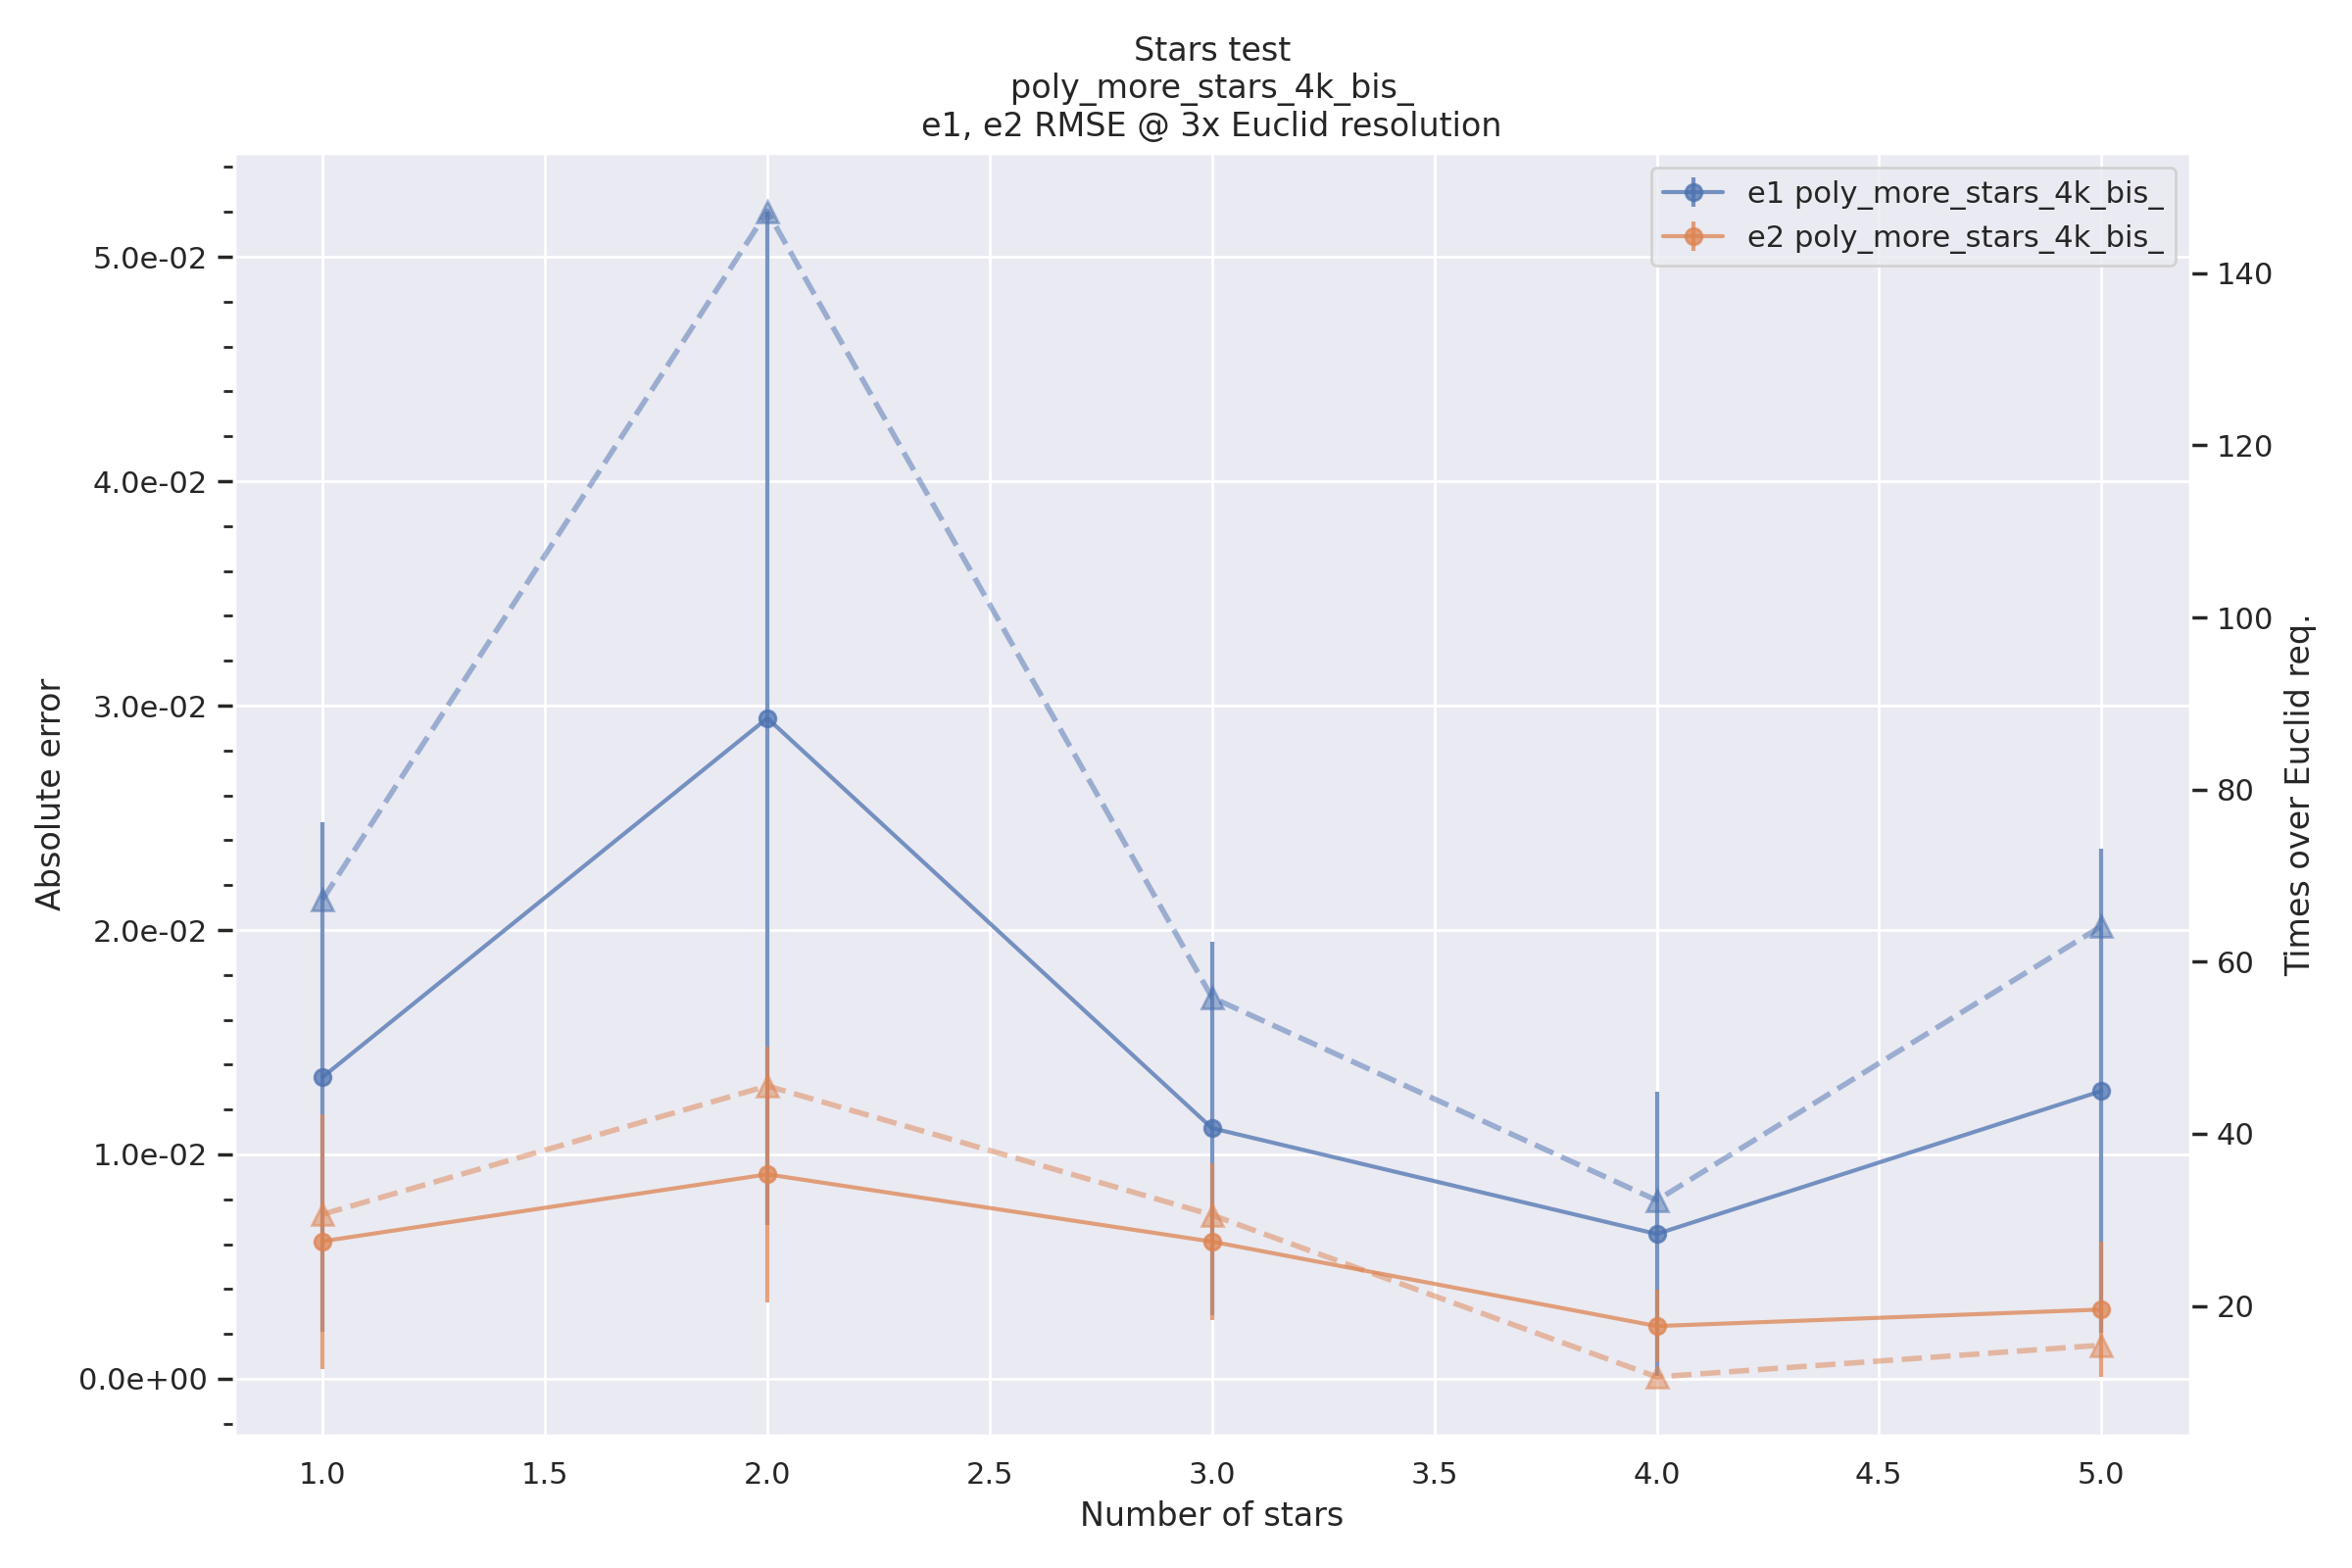 Stars test
poly_more_stars_4k_bis_
e1, e2 RMSE @ 3x Euclid resolution
e1 poly_more_stars_4k_bis_
e2 poly_more_stars_4k_bis_
Absolute error
5.0e-02
4.0e-02
3.0e-02
2.0e-02
1.0e-02
0.0e+00
140
120
100
80
60
40
20
Times over Euclid req.
1.0 1.5 2.0 2.5 3.0 3.5 4.0 4.5 5.0
Number of stars